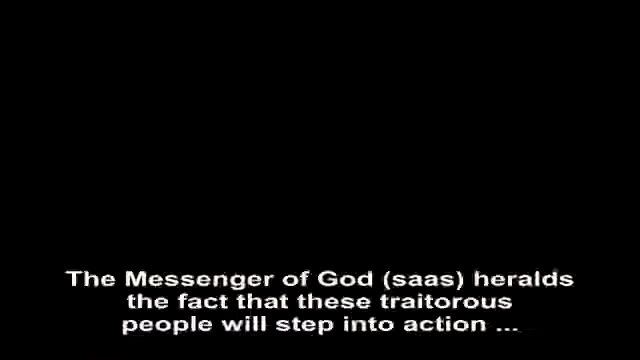 The Messenger of God (saas) heralds
the fact that these traitorous
people will step into action ...